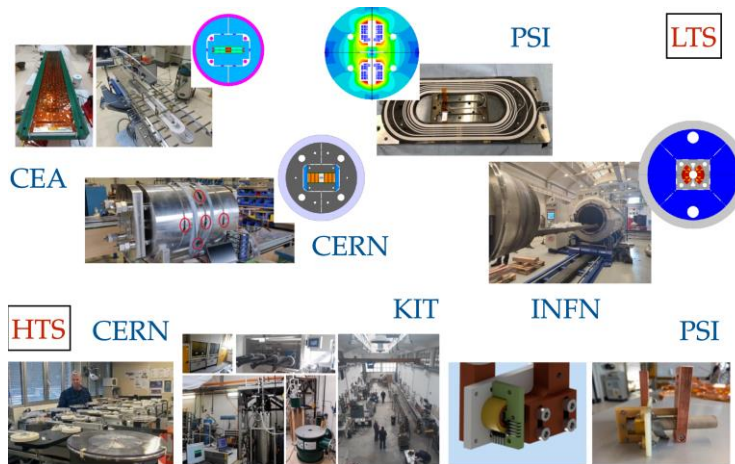 PSI
LTS
CEA
CERN
KIT
INFN
HTS
CERN
PSI